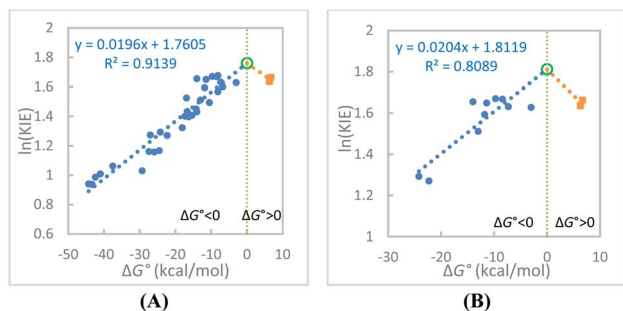 y = 0.0196x + 1.7605
R² = 0.9139
ln(KIE)
2
1.8
1.6
1.4
1.2
1
0.8
0.6
ΔG°<0
ΔG°>0
-50
-40
-30
-20
-10
0
10
ΔG° (kcal/mol)
(A)
y = 0.0204x + 1.8119
R² = 0.8089
ln(KIE)
2
1.8
1.6
1.4
1.2
1
ΔG°<0
ΔG°>0
-30
-20
-10
0
10
ΔG° (kcal/mol)
(B)